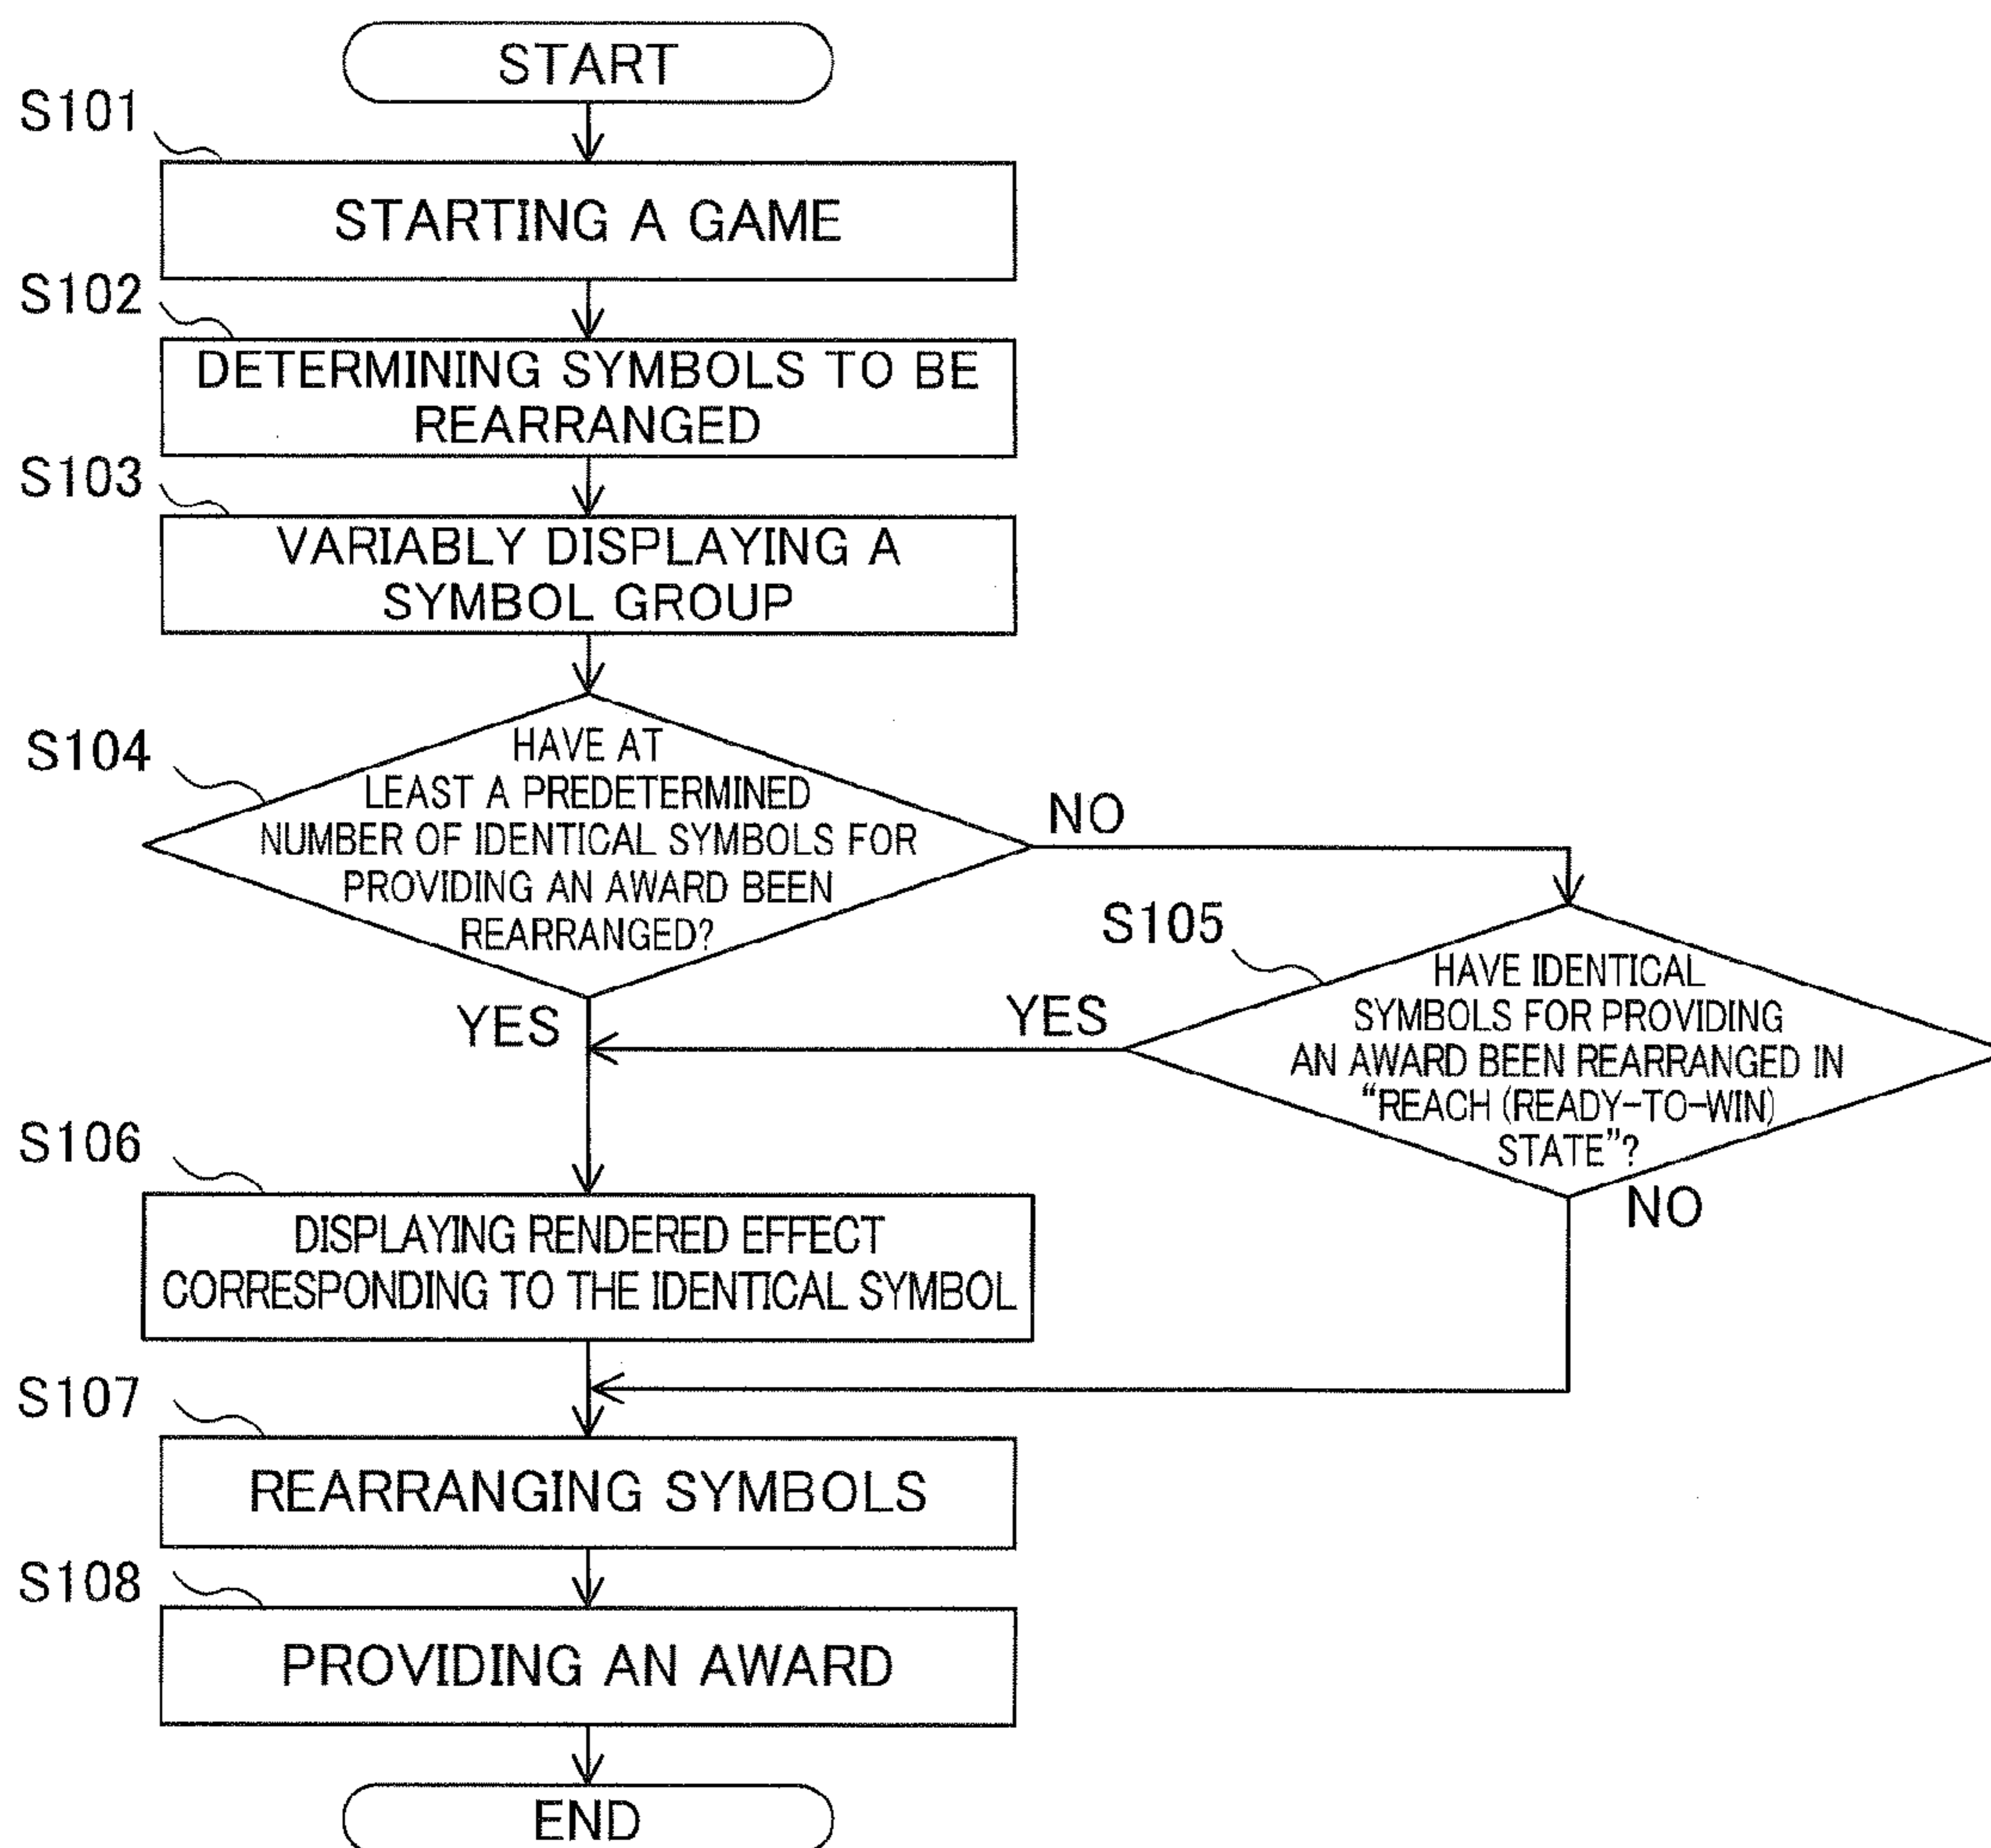 START
S101
STARTING A GAME
S102
DETERMINING SYMBOLS TO BE
REARRANGED
S103
VARIABLY DISPLAYING A
SYMBOL GROUP
S104
HAVE AT
LEAST A PREDETERMINED
NUMBER OF IDENTICAL SYMBOLS FOR
PROVIDING AN AWARD BEEN
REARRANGED?
NO
YES
S105
HAVE IDENTICAL
SYMBOLS FOR PROVIDING
AN AWARD BEEN REARRANGED IN
“REACH (READY-TO-WIN)
STATE”?
YES
NO
S106
DISPLAYING RENDERED EFFECT
CORRESPONDING TO THE IDENTICAL SYMBOL
S107
REARRANGING SYMBOLS
S108
PROVIDING AN AWARD
END